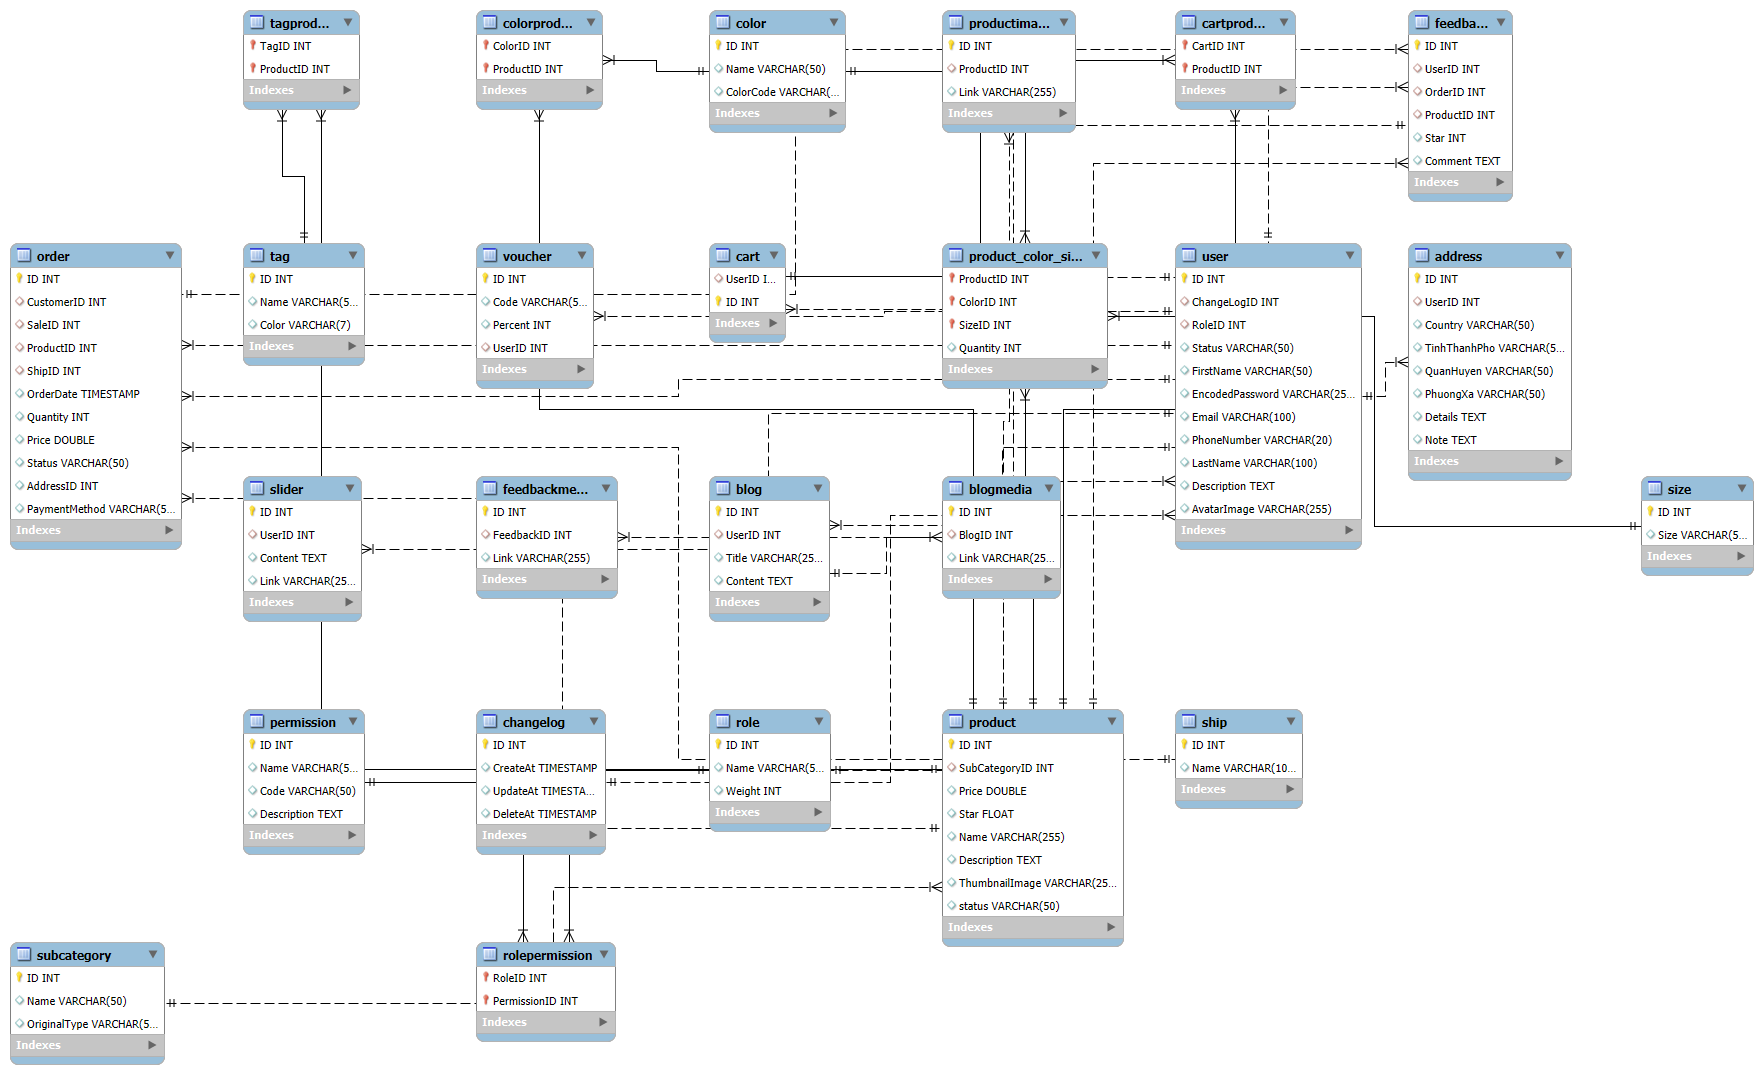 tagprod...
TagID INT
ProductID INT
Indexes
colorprod...
ColorID INT
ProductID INT
Indexes
color
ID INT
Name VARCHAR(50)
ColorCode VARCHAR(...
Indexes
productima...
ID INT
ProductID INT
Link VARCHAR(255)
Indexes
cartprod...
CartID INT
ProductID INT
Indexes
feedba...
ID INT
UserID INT
OrderID INT
ProductID INT
Star INT
Comment TEXT
Indexes
order
ID INT
CustomerID INT
SaleID INT
ProductID INT
ShipID INT
OrderDate TIMESTAMP
Quantity INT
Price DOUBLE
Status VARCHAR(50)
AddressID INT
PaymentMethod VARCHAR(5...
Indexes
tag
ID INT
Name VARCHAR(5...
Color VARCHAR(7)
Indexes
voucher
ID INT
Code VARCHAR(5...
Percent INT
UserID INT
Indexes
cart
UserID I...
ID INT
Indexes
product_color_si...
ProductID INT
ColorID INT
SizeID INT
Quantity INT
Indexes
user
ID INT
ChangeLogID INT
RoleID INT
Status VARCHAR(50)
FirstName VARCHAR(50)
EncodedPassword VARCHAR(25...
Email VARCHAR(100)
PhoneNumber VARCHAR(20)
LastName VARCHAR(100)
Description TEXT
AvatarImage VARCHAR(255)
Indexes
address
ID INT
UserID INT
Country VARCHAR(50)
TinhThanhPho VARCHAR(5...
QuanHuyen VARCHAR(50)
PhuongXa VARCHAR(50)
Details TEXT
Note TEXT
Indexes
slider
ID INT
UserID INT
Content TEXT
Link VARCHAR(25...
Indexes
feedbackme...
ID INT
FeedbackID INT
Link VARCHAR(255)
Indexes
blog
ID INT
UserID INT
Title VARCHAR(25...
Content TEXT
Indexes
blogmedia
ID INT
BlogID INT
Link VARCHAR(25...
Indexes
size
ID INT
Size VARCHAR(5...
Indexes
permission
ID INT
Name VARCHAR(5...
Code VARCHAR(50)
Description TEXT
Indexes
changelog
ID INT
CreateAt TIMESTAMP
UpdateAt TIMESTA...
DeleteAt TIMESTAMP
Indexes
role
ID INT
Name VARCHAR(5...
Weight INT
Indexes
product
ID INT
SubCategoryID INT
Price DOUBLE
Star FLOAT
Name VARCHAR(255)
Description TEXT
ThumbnailImage VARCHAR(25...
status VARCHAR(50)
Indexes
ship
ID INT
Name VARCHAR(10...
Indexes
subcategory
ID INT
Name VARCHAR(50)
OriginalType VARCHAR(5...
Indexes
rolepermission
RoleID INT
PermissionID INT
Indexes